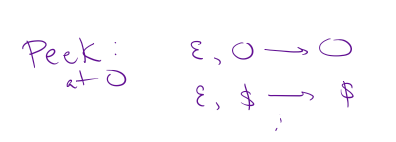 Peek : ε, 0 → 0
at 0
ε, $ → $